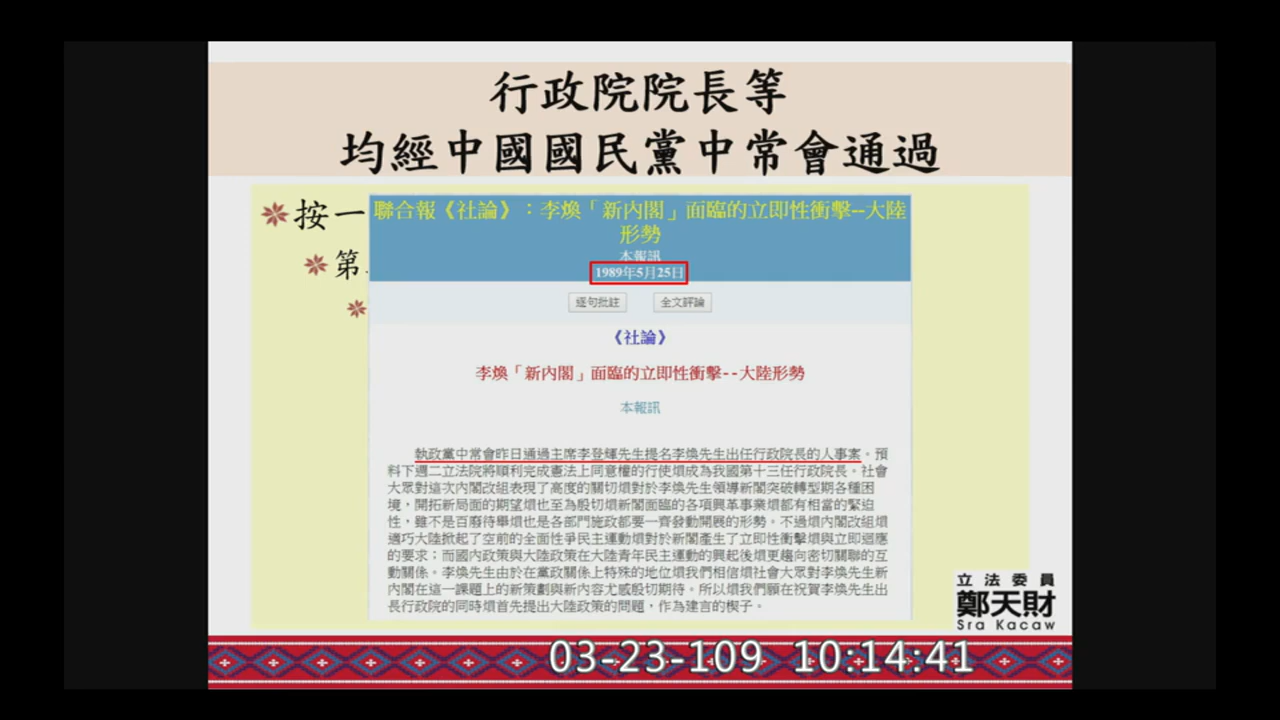 行政院院長等
均經中國國民黨中常會通過
按一
第
聯合報《社論》：李煥「新內閣」面臨的立即性衝擊--大陸
形勢
本報訊
1989年5月25日
逐句批註 全文評論
《社論》
李煥「新內閣」面臨的立即性衝擊--大陸形勢
本報訊
執政黨中常會昨日通過主席李登輝先生提名李煥先生出任行政院長的人事案。預
料下週二立法院將順利完成憲法上同意權的行使煩成為我國第十三任行政院長。社會
大眾對這次內閣改組表現了高度的關切煩對於李煥先生領導新閣突破轉型期各種困
境，開拓新局面的期望煩也至為殷切煩新閣面臨的各項興革事業煩都有相當的緊迫
性，雖不是百廢待舉煩也是各部門施政都要一齊發動開展的形勢。不過煩內閣改組煩
適巧大陸掀起了空前的全面性爭民主運動煩對於新閣產生了立即性衝擊煩與立即迴應
的要求；而國內政策與大陸政策在大陸青年民主運動的興起後煩更趨向密切關聯的互
動關係。李煥先生由於在黨政關係上特殊的地位煩我們相信煩社會大眾對李煥先生新
內閣在這一課題上的新策劃與新內容尤感殷切期待。所以煩我們願在祝賀李煥先生出
長行政院的同時煩首先提出大陸政策的問題，作為建言的楔子。
立法委員
鄭天財
Sra Kacaw
03-23-109 10:14:41